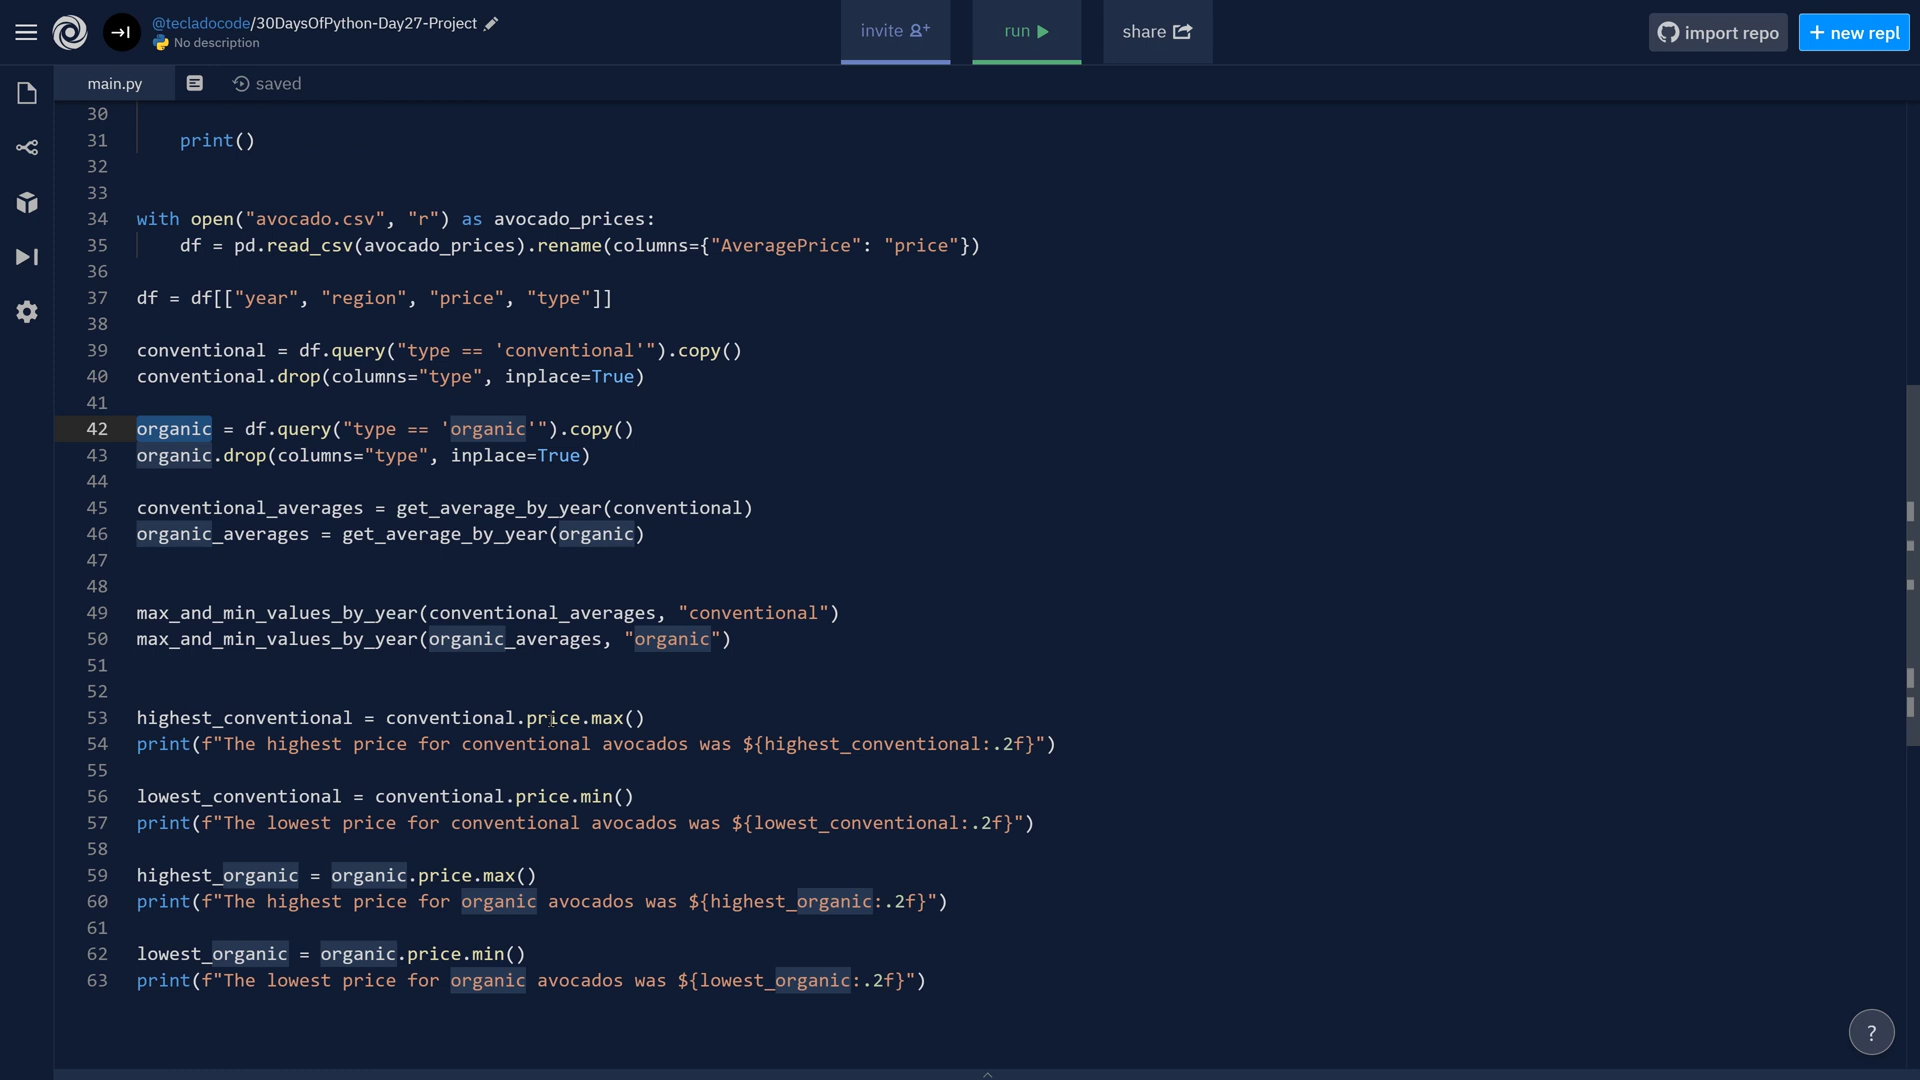 @tecladocode/30DaysOfPython-Day27-Project
No description
invite
run
share
import repo
+ new repl
main.py
saved
30
31     print()
32
33
34 with open("avocado.csv", "r") as avocado_prices:
35     df = pd.read_csv(avocado_prices).rename(columns={"AveragePrice": "price"})
36
37 df = df[["year", "region", "price", "type"]]
38
39 conventional = df.query("type == 'conventional'").copy()
40 conventional.drop(columns="type", inplace=True)
41
42 organic = df.query("type == 'organic'").copy()
43 organic.drop(columns="type", inplace=True)
44
45 conventional_averages = get_average_by_year(conventional)
46 organic_averages = get_average_by_year(organic)
47
48
49 max_and_min_values_by_year(conventional_averages, "conventional")
50 max_and_min_values_by_year(organic_averages, "organic")
51
52
53 highest_conventional = conventional.price.max()
54 print(f"The highest price for conventional avocados was ${highest_conventional:.2f}")
55
56 lowest_conventional = conventional.price.min()
57 print(f"The lowest price for conventional avocados was ${lowest_conventional:.2f}")
58
59 highest_organic = organic.price.max()
60 print(f"The highest price for organic avocados was ${highest_organic:.2f}")
61
62 lowest_organic = organic.price.min()
63 print(f"The lowest price for organic avocados was ${lowest_organic:.2f}")
?